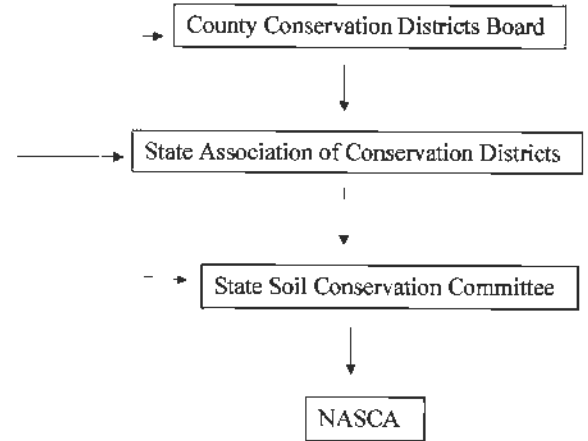 County Conservation Districts Board
State Association of Conservation Districts
State Soil Conservation Committee
NASCA